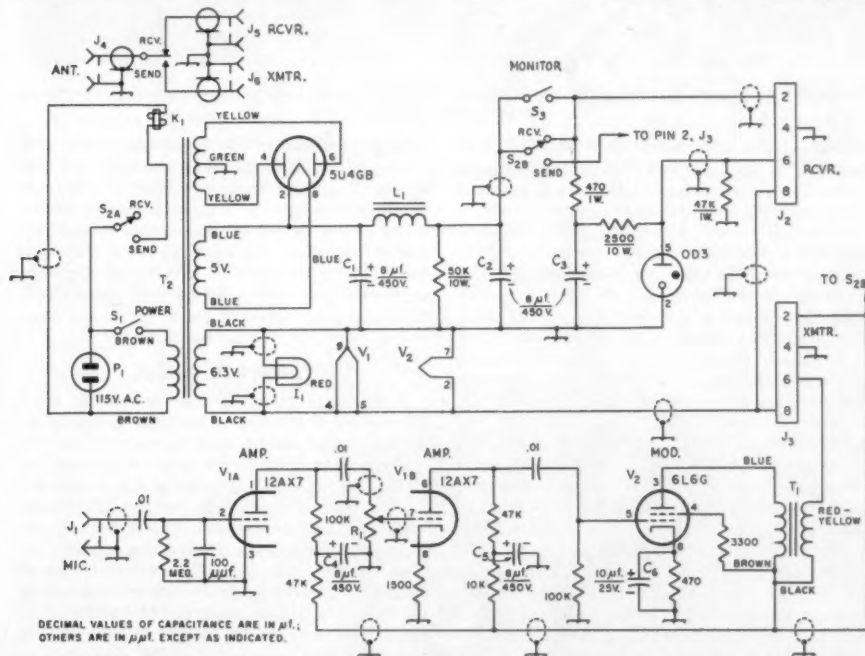 J4
RCV.
J5 RCVR.
ANT.
SEND
J6 XMTR.
K1
YELLOW
GREEN
YELLOW
4
6
5U4GB
2
8
S2A
RCV.
SEND
T2
S1
POWER
BROWN
P1
115V. A.C.
BROWN
BLUE
5V.
BLUE
BLACK
6.3V.
BLACK
RED
I1
L1
BLUE
C1
8 µf.
450V.
50K
10W.
C2
C3
8 µf.
450V.
MONITOR
S3
RCV.
S2B
SEND
TO PIN 2, J3
470
1W.
2500
10 W.
47K
1W.
OD3
5
2
2
4
6
8
RCVR.
J2
TO S2B
2
4
6
8
XMTR.
J3
9
V1
4
5
V2
7
2
J1
MIC.
.01
2.2
MEG.
100
µµf.
AMP.
V1A
12AX7
1
2
3
100K
C4
8 µf.
450V.
47K
.01
R1
AMP.
V1B
12AX7
6
7
8
1500
47K
C5
8 µf.
450V.
10K
.01
100K
MOD.
V2
6L6G
3
5
4
8
10 µf.
25V.
C6
470
3300
BLUE
BROWN
T1
RED-
YELLOW
BLACK
DECIMAL VALUES OF CAPACITANCE ARE IN µf.;
OTHERS ARE IN µµf. EXCEPT AS INDICATED.